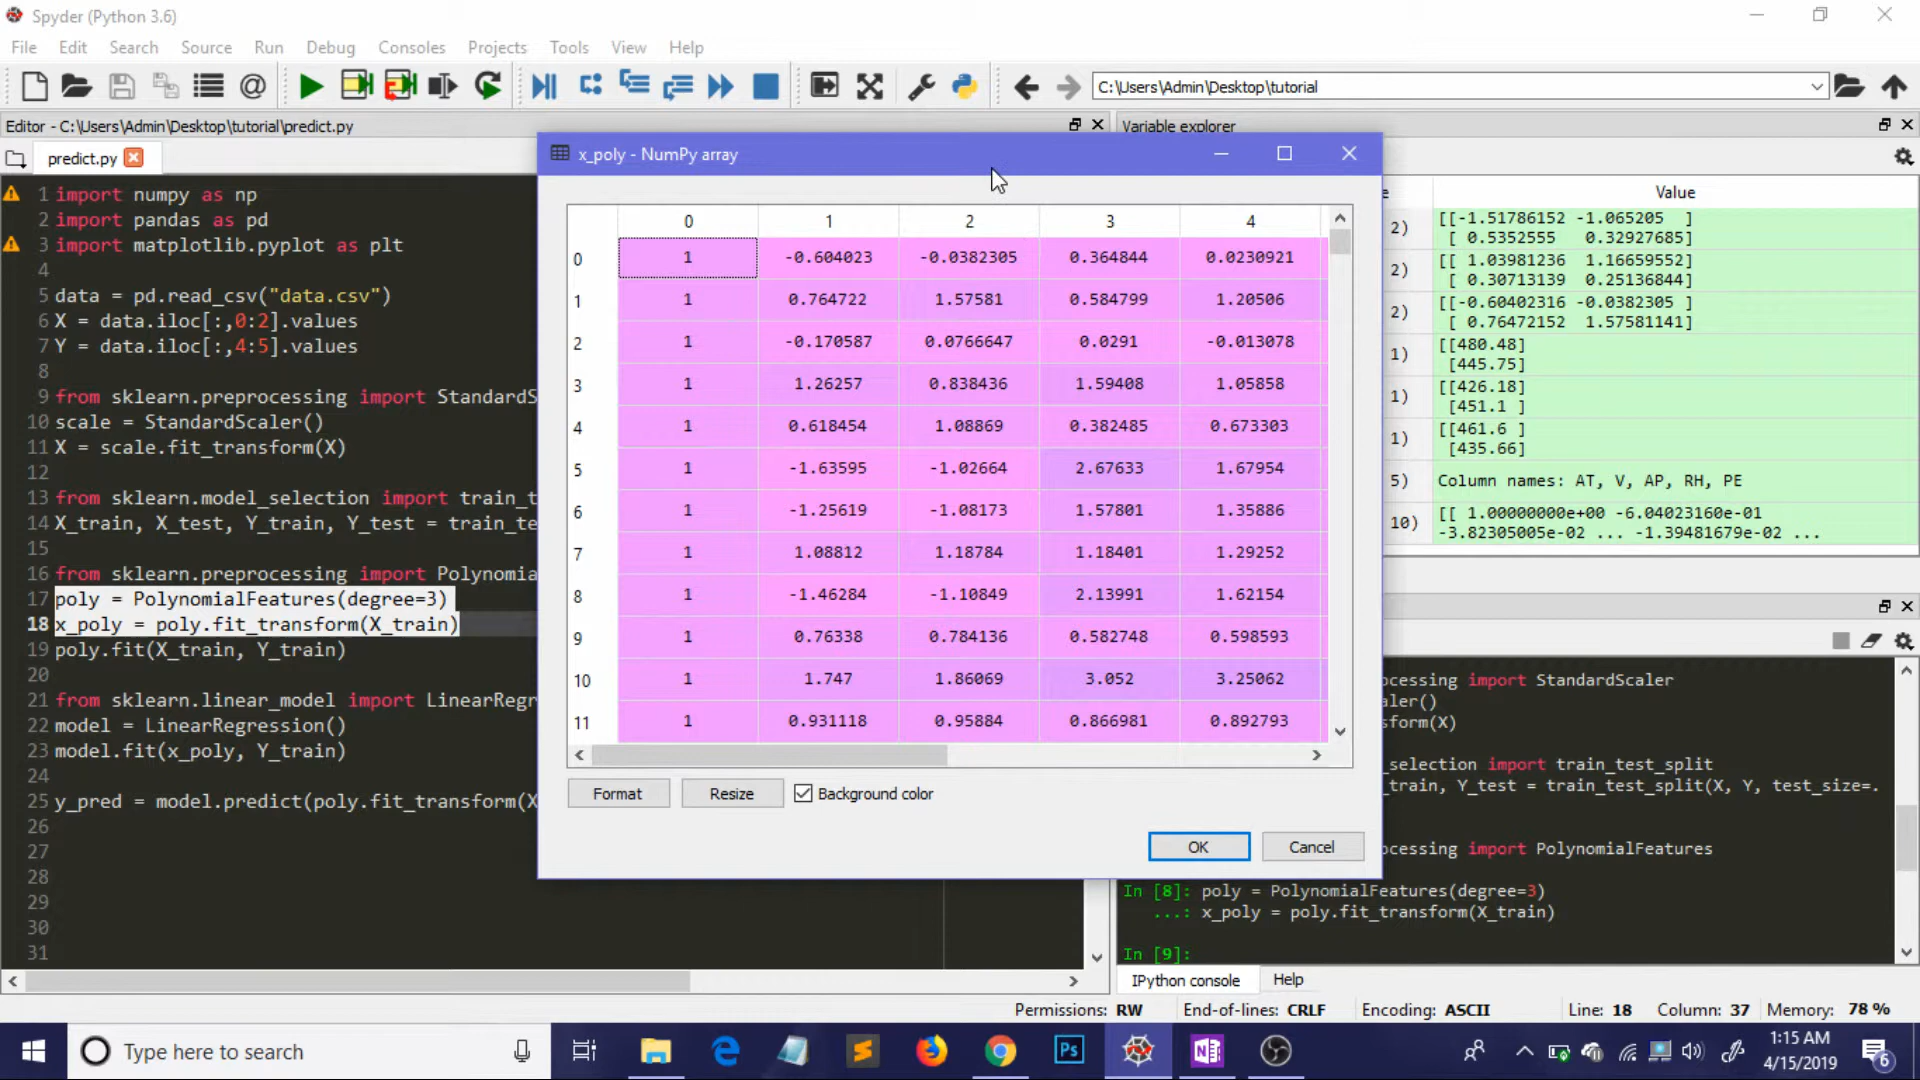 Spyder (Python 3.6)
File Edit Search Source Run Debug Consoles Projects Tools View Help
C:\Users\Admin\Desktop\tutorial
Editor - C:\Users\Admin\Desktop\tutorial\predict.py
predict.py
1 import numpy as np
2 import pandas as pd
3 import matplotlib.pyplot as plt
4
5 data = pd.read_csv("data.csv")
6 X = data.iloc[:,0:2].values
7 Y = data.iloc[:,4:5].values
8
9 from sklearn.preprocessing import StandardS
10 scale = StandardScaler()
11 X = scale.fit_transform(X)
12
13 from sklearn.model_selection import train_t
14 X_train, X_test, Y_train, Y_test = train_te
15
16 from sklearn.preprocessing import Polynomia
17 poly = PolynomialFeatures(degree=3)
18 x_poly = poly.fit_transform(X_train)
19 poly.fit(X_train, Y_train)
20
21 from sklearn.linear_model import LinearRegr
22 model = LinearRegression()
23 model.fit(x_poly, Y_train)
24
25 y_pred = model.predict(poly.fit_transform(X
26
27
28
29
30
31
x_poly - NumPy array
0 1 2 3 4
0 1 -0.604023 -0.0382305 0.364844 0.0230921
1 1 0.764722 1.57581 0.584799 1.20506
2 1 -0.170587 0.0766647 0.0291 -0.013078
3 1 1.26257 0.838436 1.59408 1.05858
4 1 0.618454 1.08869 0.382485 0.673303
5 1 -1.63595 -1.02664 2.67633 1.67954
6 1 -1.25619 -1.08173 1.57801 1.35886
7 1 1.08812 1.18784 1.18401 1.29252
8 1 -1.46284 -1.10849 2.13991 1.62154
9 1 0.76338 0.784136 0.582748 0.598593
10 1 1.747 1.86069 3.052 3.25062
11 1 0.931118 0.95884 0.866981 0.892793
Format Resize Background color
OK Cancel
Variable explorer
e Value
2) [[-1.51786152 -1.065205 ]
[ 0.5352555 0.32927685]
2) [[ 1.03981236 1.16659552]
[ 0.30713139 0.25136844]
2) [[-0.60402316 -0.0382305 ]
[ 0.76472152 1.57581141]
1) [[480.48]
[445.75]
1) [[426.18]
[451.1 ]
1) [[461.6 ]
[435.66]
5) Column names: AT, V, AP, RH, PE
10) [[ 1.00000000e+00 -6.04023160e-01
-3.82305005e-02 ... -1.39481679e-02 ...
cessing import StandardScaler
aler()
sform(X)
_selection import train_test_split
_train, Y_test = train_test_split(X, Y, test_size=.
cessing import PolynomialFeatures
In [8]: poly = PolynomialFeatures(degree=3)
...: x_poly = poly.fit_transform(X_train)
In [9]:
IPython console Help
Permissions: RW End-of-lines: CRLF Encoding: ASCII Line: 18 Column: 37 Memory: 78 %
Type here to search
Ps
N
1:15 AM
4/15/2019
6